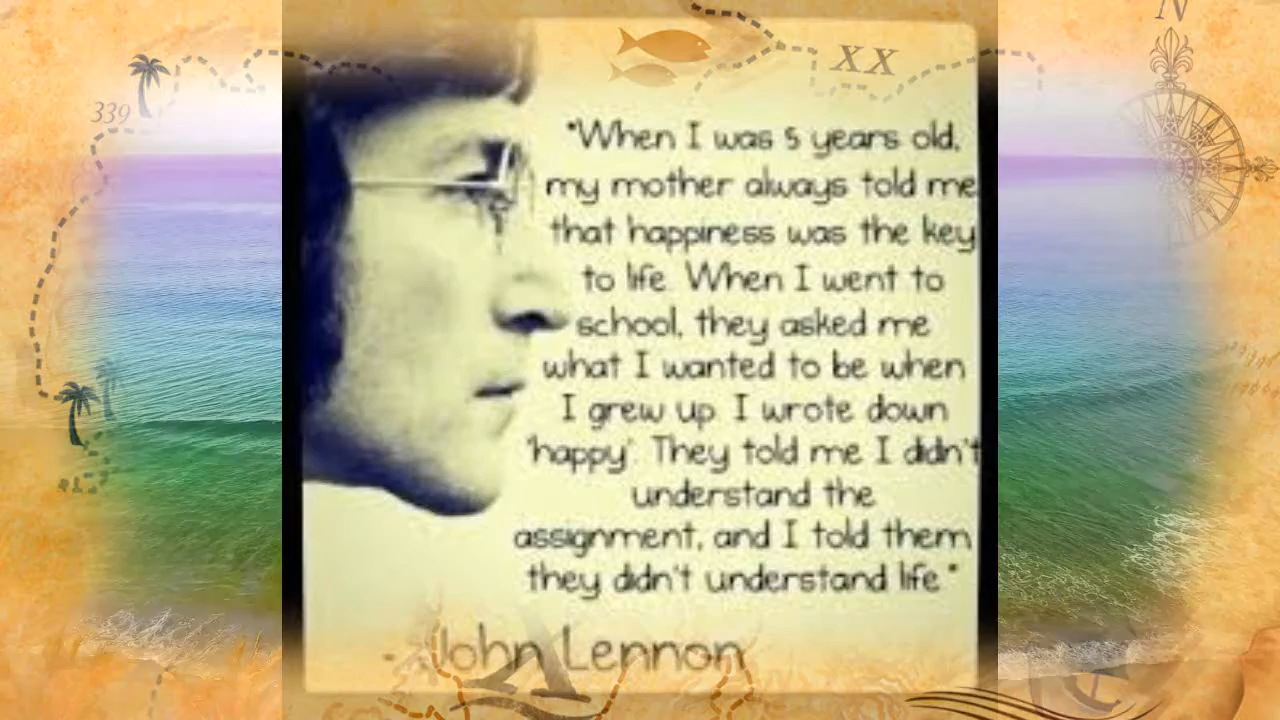 N
XX
339
"When I was 5 years old,
my mother always told me
that happiness was the key
to life. When I went to
school, they asked me
what I wanted to be when
I grew up. I wrote down
'happy'. They told me I didn't
understand the
assignment, and I told them
they didn't understand life."
- John Lennon